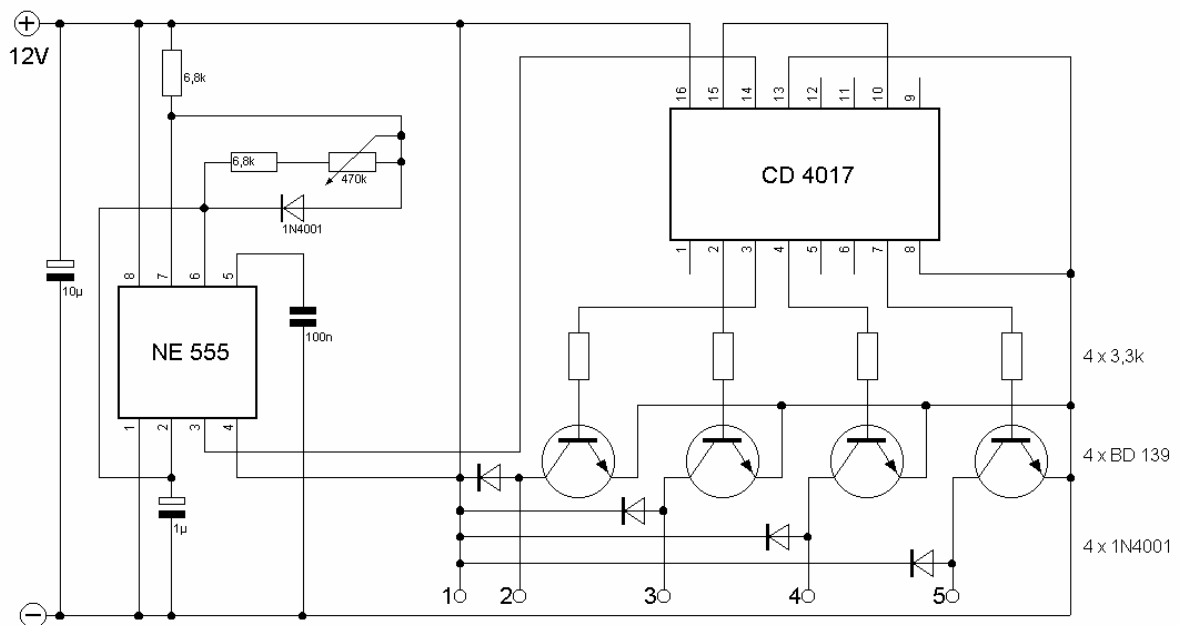 +
12V
6,8k
6,8k
470k
1N4001
10µ
8 7 6 5
NE 555
100n
1 2 3 4
1µ
16 15 14 13 12 11 10 9
CD 4017
1 2 3 4 5 6 7 8
4 x 3,3k
4 x BD 139
4 x 1N4001
1 2 3 4 5
−